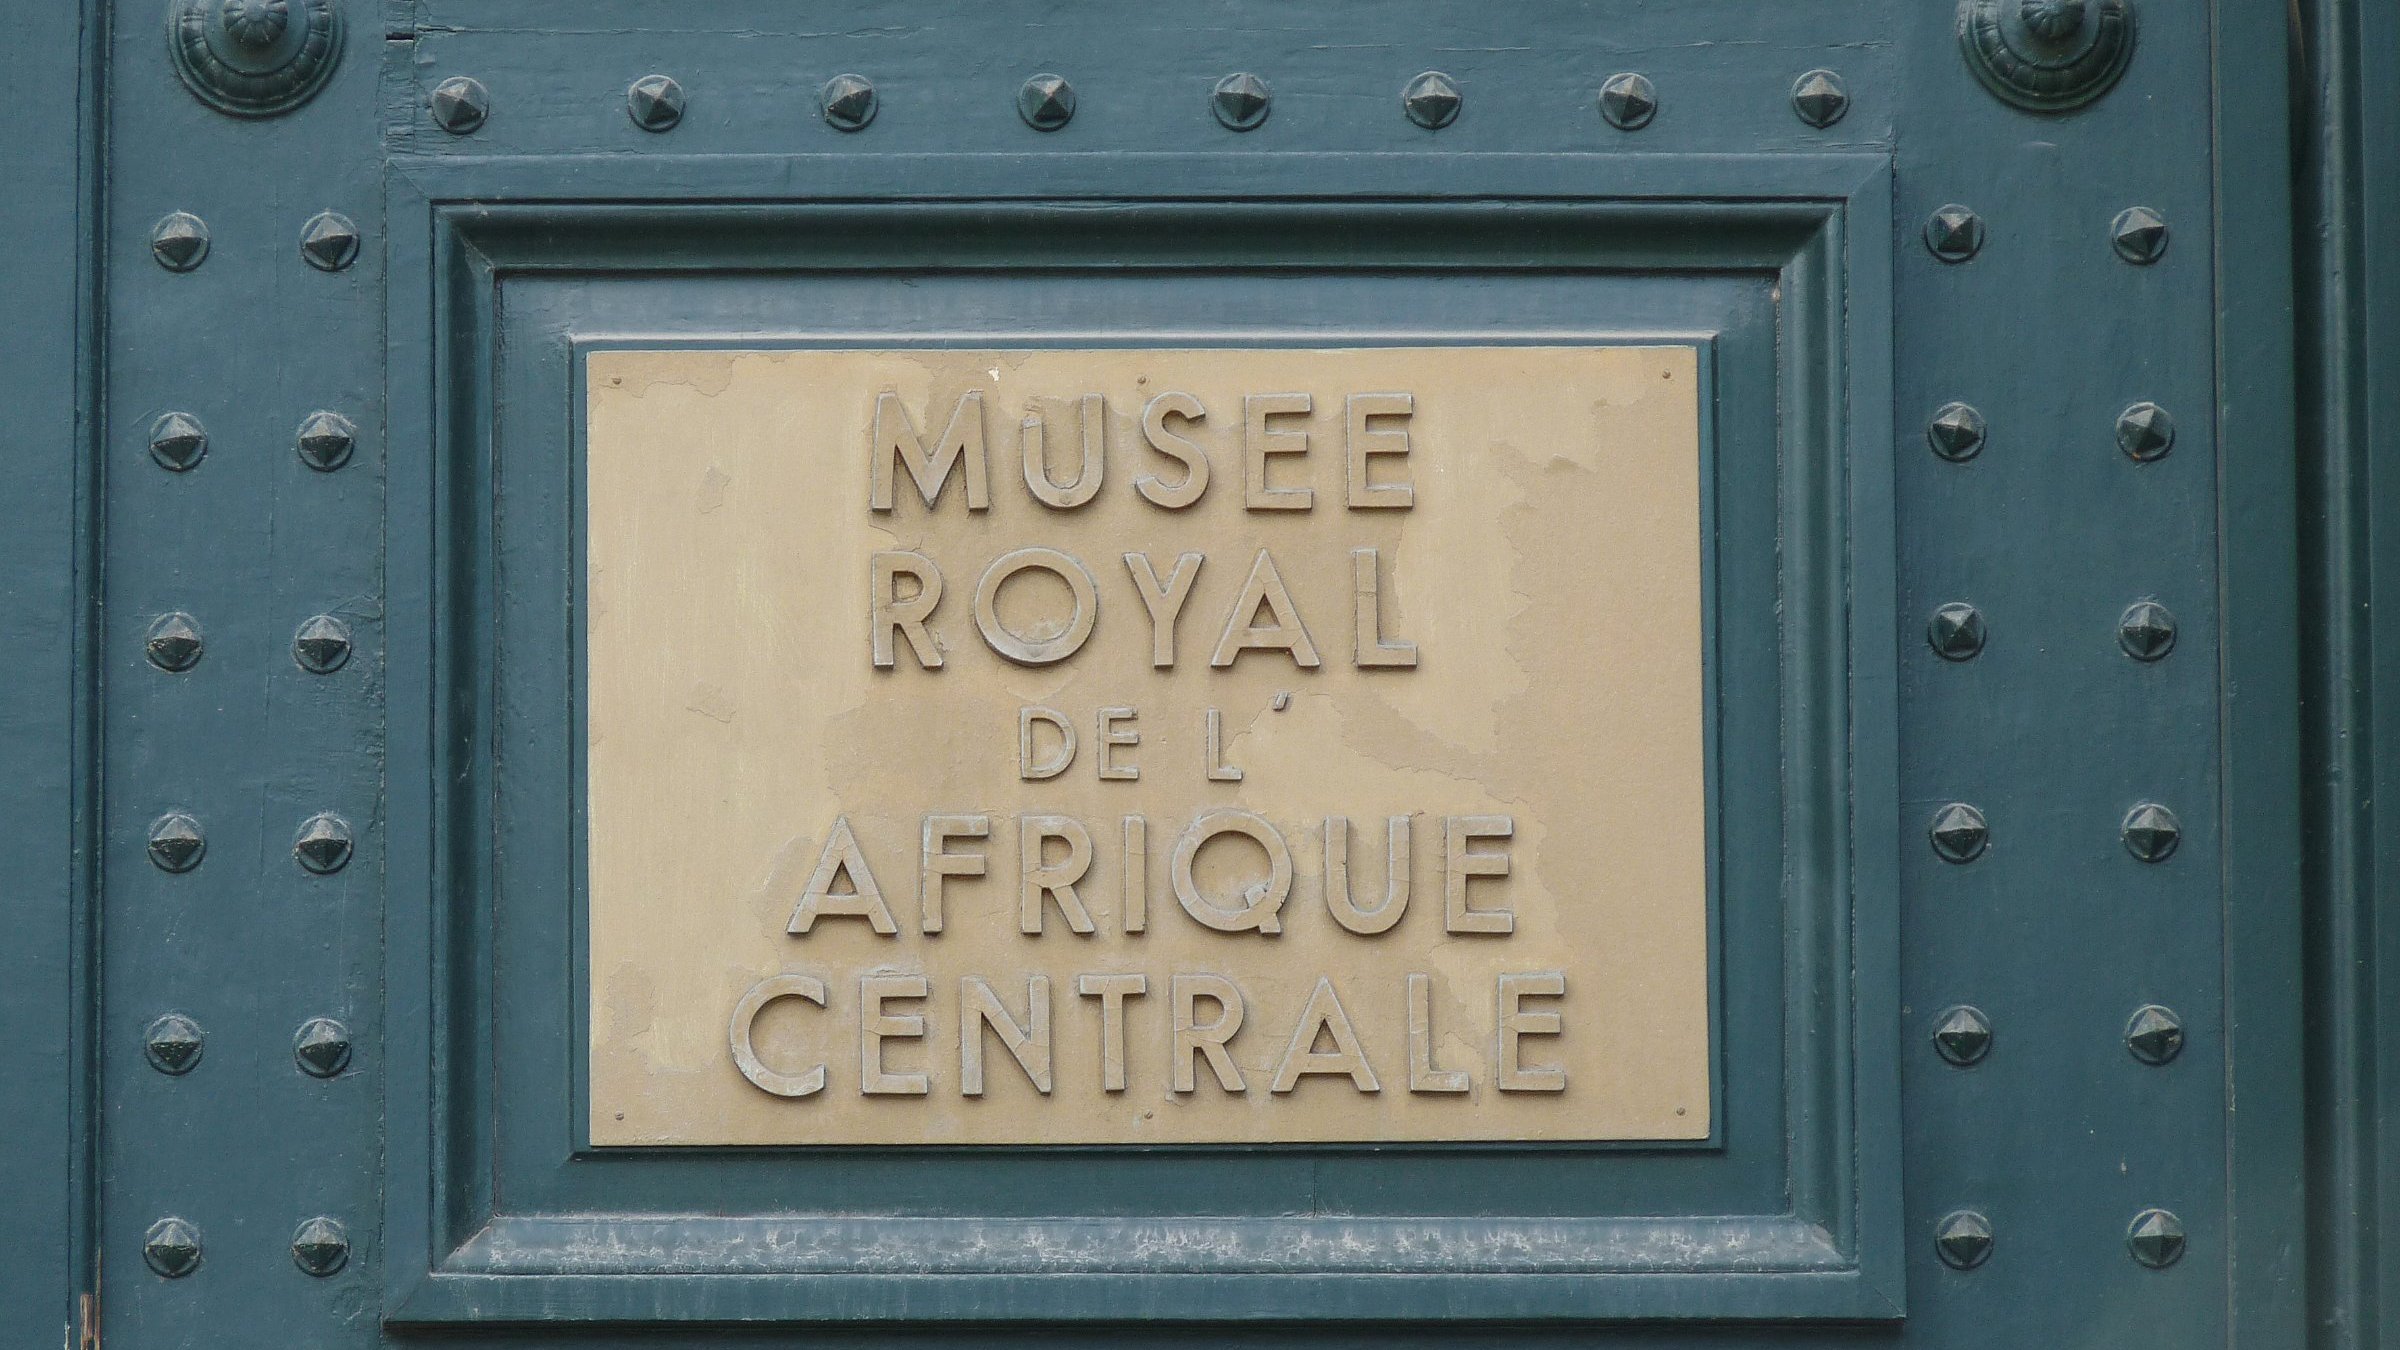 MUSEE
ROYAL
DE L'
AFRIQUE
CENTRALE